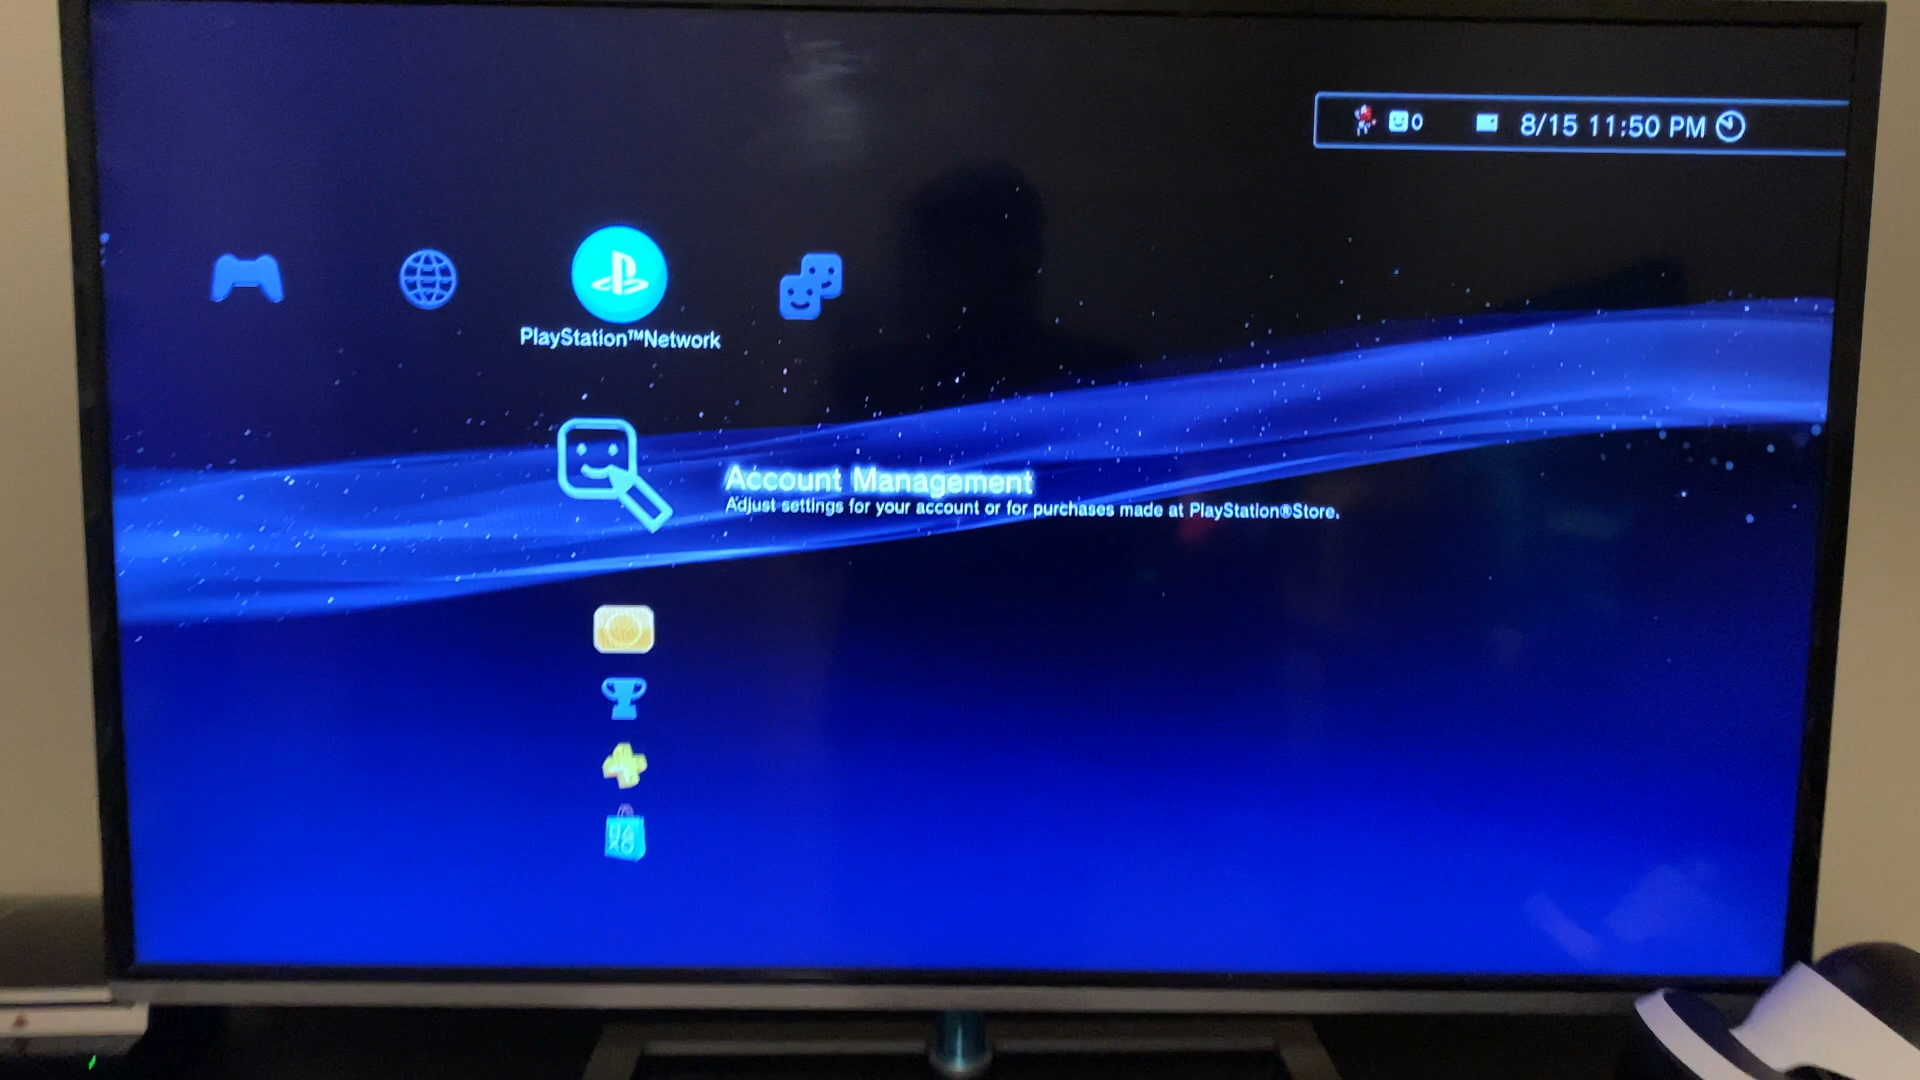 0 8/15 11:50 PM
PlayStation™Network
Account Management
Adjust settings for your account or for purchases made at PlayStation®Store.